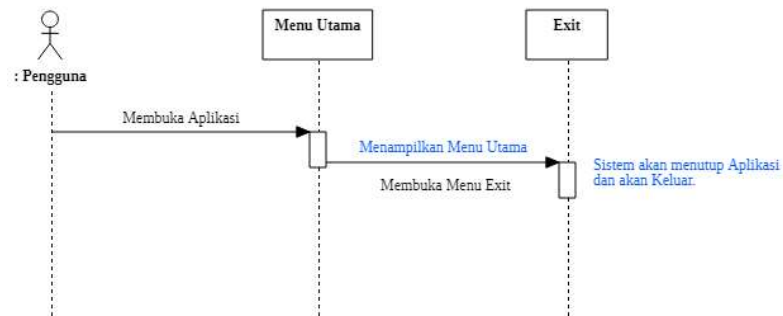 Menu Utama
Exit
: Pengguna
Membuka Aplikasi
Menampilkan Menu Utama
Membuka Menu Exit
Sistem akan menutup Aplikasi
dan akan Keluar.